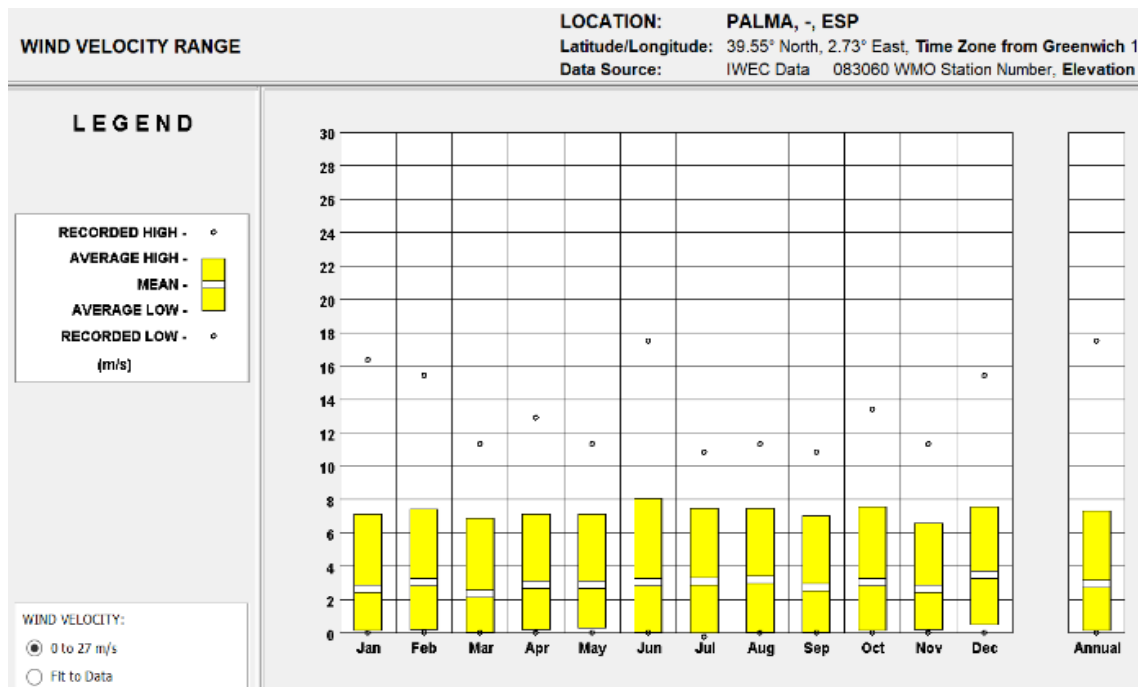 WIND VELOCITY RANGE
LOCATION: PALMA, -, ESP
Latitude/Longitude: 39.55° North, 2.73° East, Time Zone from Greenwich 1
Data Source: IWEC Data 083060 WMO Station Number, Elevation
LEGEND
RECORDED HIGH -
AVERAGE HIGH -
MEAN -
AVERAGE LOW -
RECORDED LOW -
(m/s)
WIND VELOCITY:
0 to 27 m/s
Fit to Data
30
28
26
24
22
20
18
16
14
12
10
8
6
4
2
0
Jan Feb Mar Apr May Jun Jul Aug Sep Oct Nov Dec Annual